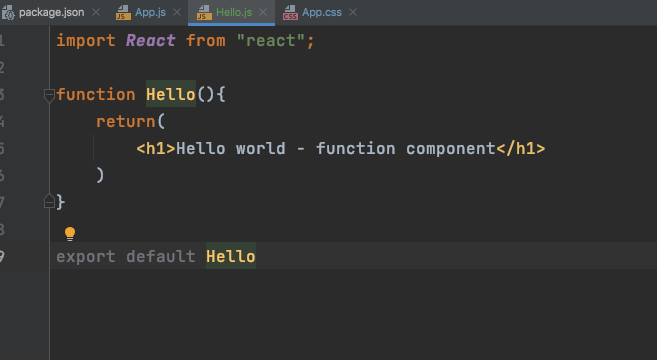 package.json App.js Hello.js App.css
1 import React from "react";
2
3 function Hello(){
4 return(
5 <h1>Hello world - function component</h1>
6 )
7 }
8
9 export default Hello